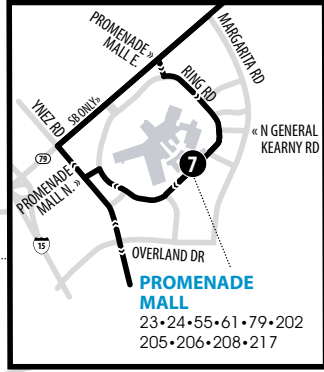 PROMENADE »
MALL E.
MARGARITA RD
RING RD
SB ONLY»
YNEZ RD
« N GENERAL
KEARNY RD
79
7
PROMENADE
MALL N. »
15
OVERLAND DR
PROMENADE
MALL
23•24•55•61•79•202
205•206•208•217